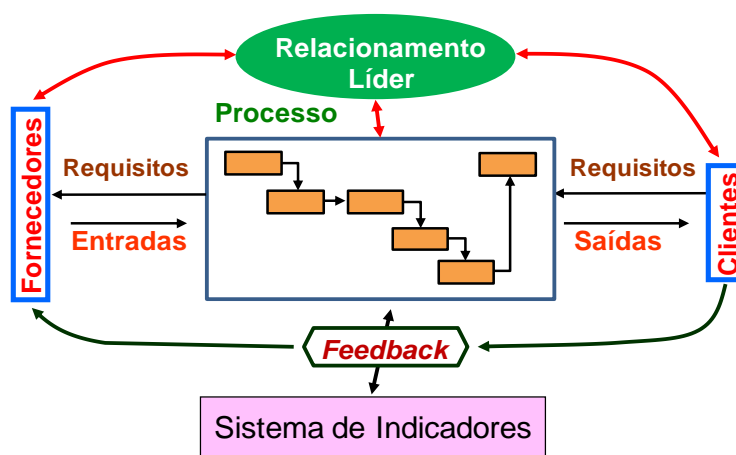 Relacionamento
Líder
Processo
Fornecedores
Requisitos
Entradas
Requisitos
Saídas
Clientes
Feedback
Sistema de Indicadores